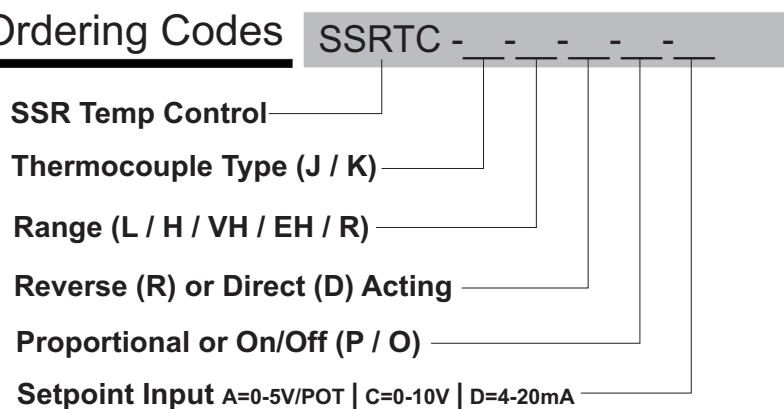 Ordering Codes SSRTC -__-__-__-__-__
SSR Temp Control
Thermocouple Type (J / K)
Range (L / H / VH / EH / R)
Reverse (R) or Direct (D) Acting
Proportional or On/Off (P / O)
Setpoint Input A=0-5V/POT | C=0-10V | D=4-20mA